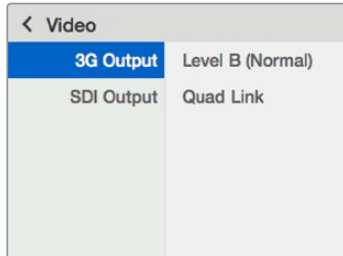 < Video
3G Output Level B (Normal)
SDI Output Quad Link